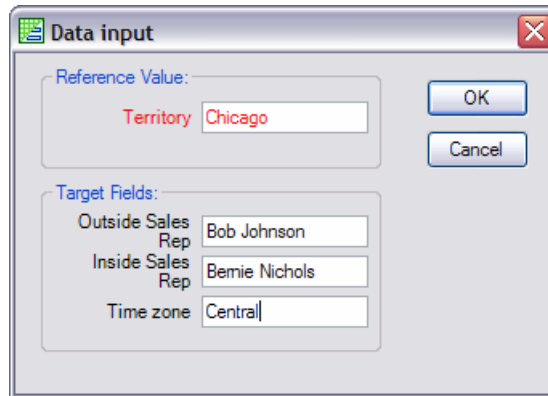 Data input
Reference Value:
Territory Chicago
OK
Cancel
Target Fields:
Outside Sales
Rep Bob Johnson
Inside Sales
Rep Bernie Nichols
Time zone Central